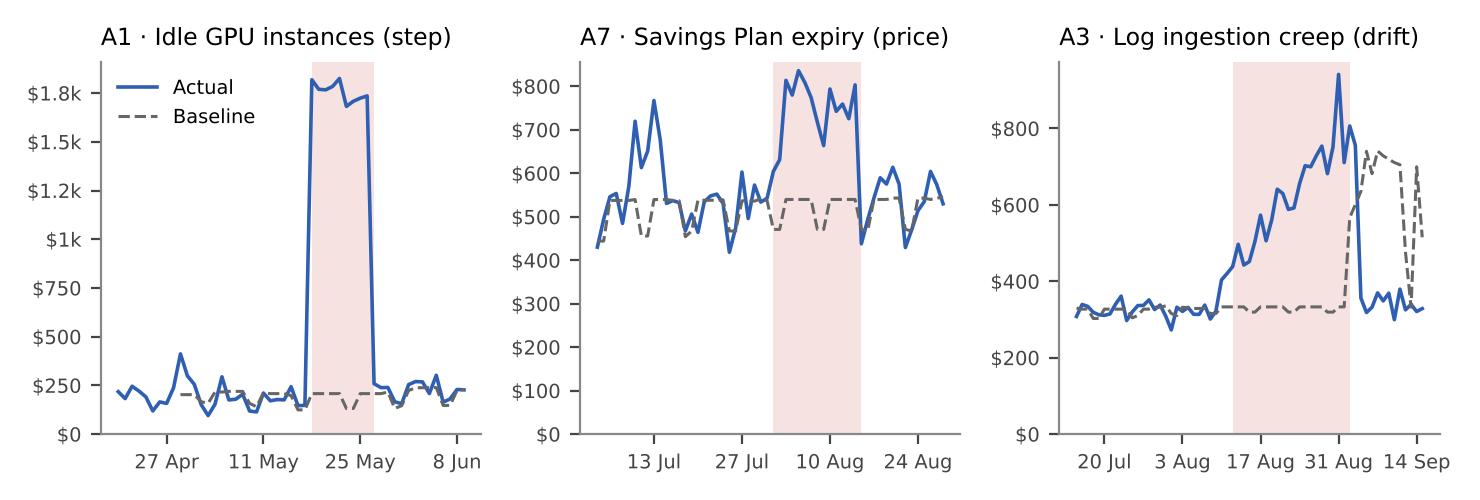 A1 · Idle GPU instances (step)
Actual
Baseline
$1.8k
$1.5k
$1.2k
$1k
$750
$500
$250
$0
27 Apr
11 May
25 May
8 Jun
A7 · Savings Plan expiry (price)
$800
$700
$600
$500
$400
$300
$200
$100
$0
13 Jul
27 Jul
10 Aug
24 Aug
A3 · Log ingestion creep (drift)
$800
$600
$400
$200
$0
20 Jul
3 Aug
17 Aug
31 Aug
14 Sep